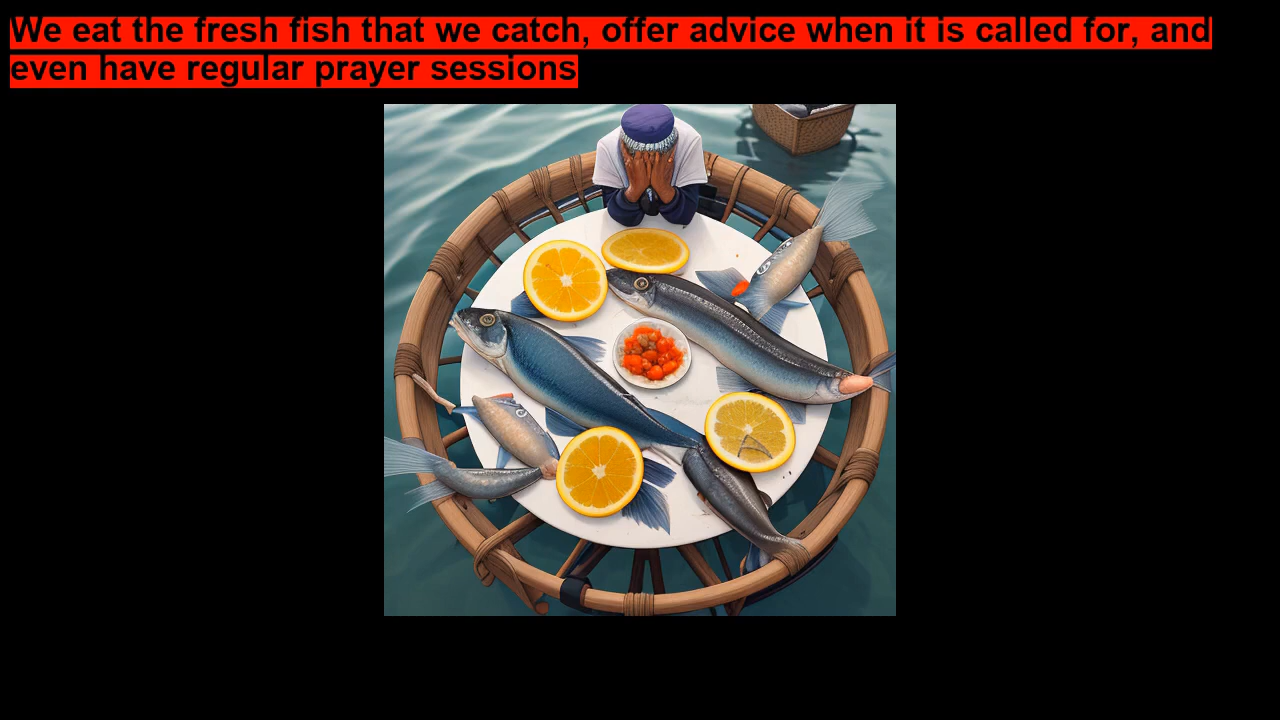 We eat the fresh fish that we catch, offer advice when it is called for, and
even have regular prayer sessions